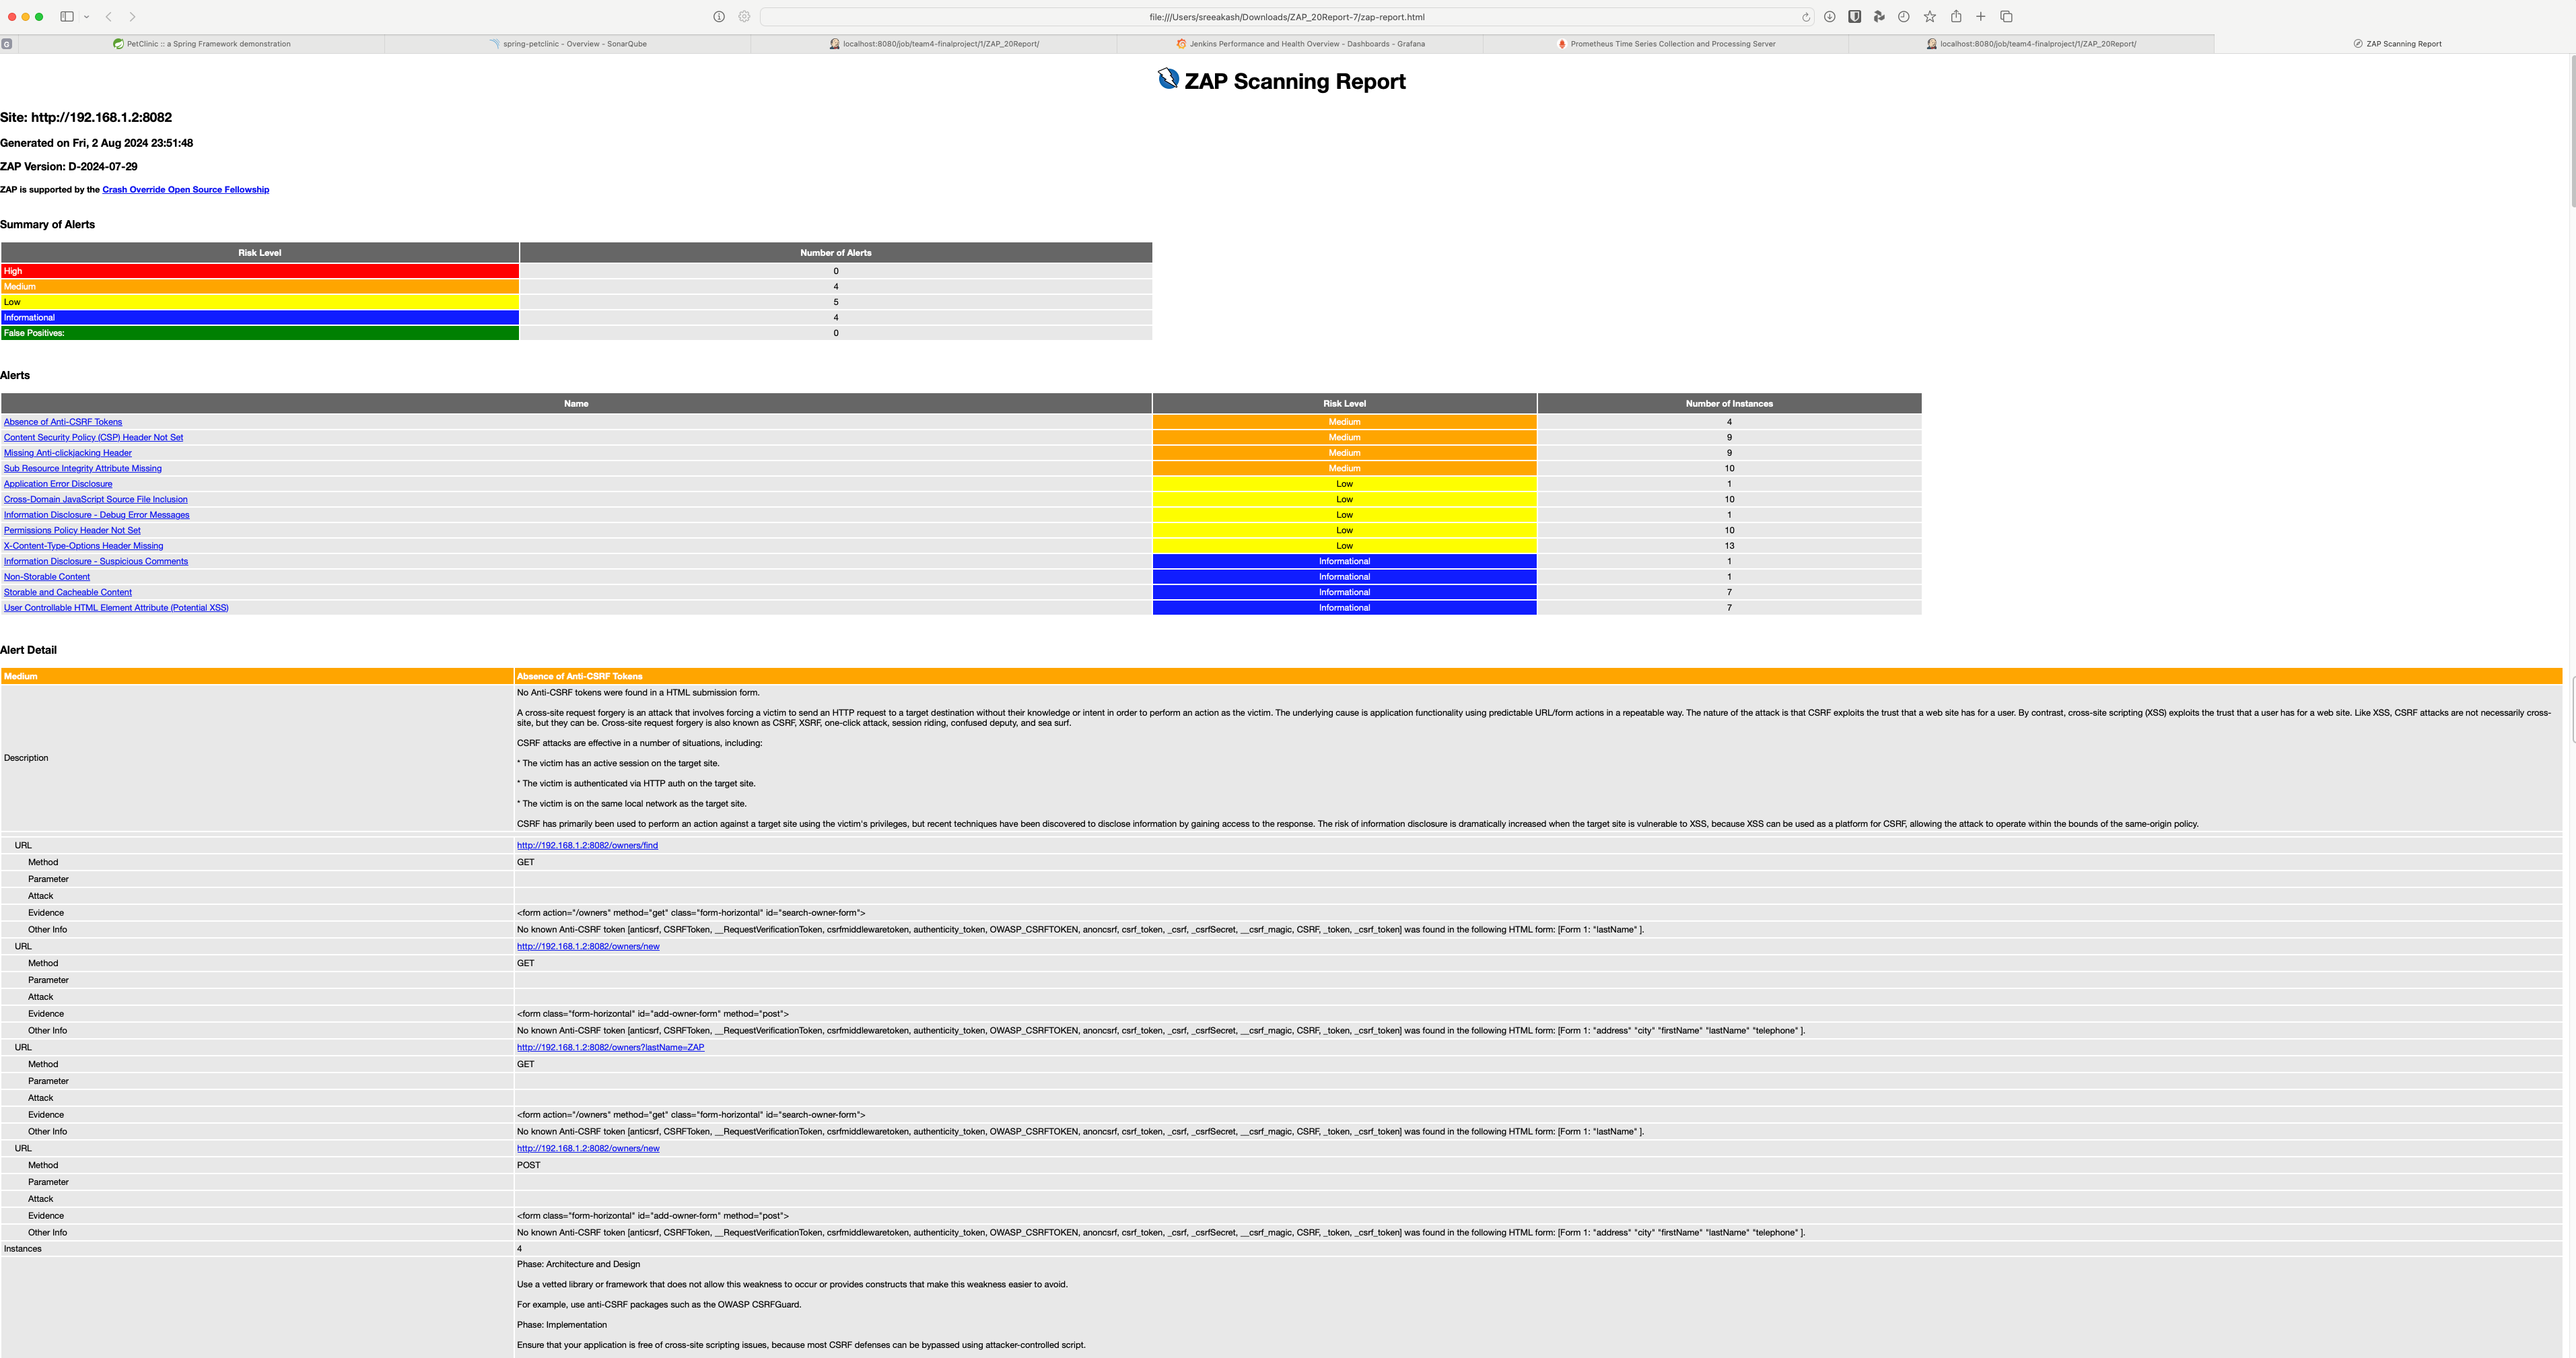 file:///Users/sreeakash/Downloads/ZAP_20Report-7/zap-report.html
G
PetClinic :: a Spring Framework demonstration
spring-petclinic - Overview - SonarQube
localhost:8080/job/team4-finalproject/1/ZAP_20Report/
Jenkins Performance and Health Overview - Dashboards - Grafana
Prometheus Time Series Collection and Processing Server
localhost:8080/job/team4-finalproject/1/ZAP_20Report/
ZAP Scanning Report
ZAP Scanning Report
Site: http://192.168.1.2:8082
Generated on Fri, 2 Aug 2024 23:51:48
ZAP Version: D-2024-07-29
ZAP is supported by the Crash Override Open Source Fellowship
Summary of Alerts
Risk Level Number of Alerts
High 0
Medium 4
Low 5
Informational 4
False Positives: 0
Alerts
Name Risk Level Number of Instances
Absence of Anti-CSRF Tokens Medium 4
Content Security Policy (CSP) Header Not Set Medium 9
Missing Anti-clickjacking Header Medium 9
Sub Resource Integrity Attribute Missing Medium 10
Application Error Disclosure Low 1
Cross-Domain JavaScript Source File Inclusion Low 10
Information Disclosure - Debug Error Messages Low 1
Permissions Policy Header Not Set Low 10
X-Content-Type-Options Header Missing Low 13
Information Disclosure - Suspicious Comments Informational 1
Non-Storable Content Informational 1
Storable and Cacheable Content Informational 7
User Controllable HTML Element Attribute (Potential XSS) Informational 7
Alert Detail
Medium Absence of Anti-CSRF Tokens
Description
No Anti-CSRF tokens were found in a HTML submission form.
A cross-site request forgery is an attack that involves forcing a victim to send an HTTP request to a target destination without their knowledge or intent in order to perform an action as the victim. The underlying cause is application functionality using predictable URL/form actions in a repeatable way. The nature of the attack is that CSRF exploits the trust that a web site has for a user. By contrast, cross-site scripting (XSS) exploits the trust that a user has for a web site. Like XSS, CSRF attacks are not necessarily cross-
site, but they can be. Cross-site request forgery is also known as CSRF, XSRF, one-click attack, session riding, confused deputy, and sea surf.
CSRF attacks are effective in a number of situations, including:
* The victim has an active session on the target site.
* The victim is authenticated via HTTP auth on the target site.
* The victim is on the same local network as the target site.
CSRF has primarily been used to perform an action against a target site using the victim's privileges, but recent techniques have been discovered to disclose information by gaining access to the response. The risk of information disclosure is dramatically increased when the target site is vulnerable to XSS, because XSS can be used as a platform for CSRF, allowing the attack to operate within the bounds of the same-origin policy.
URL http://192.168.1.2:8082/owners/find
Method GET
Parameter
Attack
Evidence <form action="/owners" method="get" class="form-horizontal" id="search-owner-form">
Other Info No known Anti-CSRF token [anticsrf, CSRFToken, __RequestVerificationToken, csrfmiddlewaretoken, authenticity_token, OWASP_CSRFTOKEN, anoncsrf, csrf_token, _csrf, _csrfSecret, __csrf_magic, CSRF, _token, _csrf_token] was found in the following HTML form: [Form 1: "lastName" ].
URL http://192.168.1.2:8082/owners/new
Method GET
Parameter
Attack
Evidence <form class="form-horizontal" id="add-owner-form" method="post">
Other Info No known Anti-CSRF token [anticsrf, CSRFToken, __RequestVerificationToken, csrfmiddlewaretoken, authenticity_token, OWASP_CSRFTOKEN, anoncsrf, csrf_token, _csrf, _csrfSecret, __csrf_magic, CSRF, _token, _csrf_token] was found in the following HTML form: [Form 1: "address" "city" "firstName" "lastName" "telephone" ].
URL http://192.168.1.2:8082/owners?lastName=ZAP
Method GET
Parameter
Attack
Evidence <form action="/owners" method="get" class="form-horizontal" id="search-owner-form">
Other Info No known Anti-CSRF token [anticsrf, CSRFToken, __RequestVerificationToken, csrfmiddlewaretoken, authenticity_token, OWASP_CSRFTOKEN, anoncsrf, csrf_token, _csrf, _csrfSecret, __csrf_magic, CSRF, _token, _csrf_token] was found in the following HTML form: [Form 1: "lastName" ].
URL http://192.168.1.2:8082/owners/new
Method POST
Parameter
Attack
Evidence <form class="form-horizontal" id="add-owner-form" method="post">
Other Info No known Anti-CSRF token [anticsrf, CSRFToken, __RequestVerificationToken, csrfmiddlewaretoken, authenticity_token, OWASP_CSRFTOKEN, anoncsrf, csrf_token, _csrf, _csrfSecret, __csrf_magic, CSRF, _token, _csrf_token] was found in the following HTML form: [Form 1: "address" "city" "firstName" "lastName" "telephone" ].
Instances 4
Phase: Architecture and Design
Use a vetted library or framework that does not allow this weakness to occur or provides constructs that make this weakness easier to avoid.
For example, use anti-CSRF packages such as the OWASP CSRFGuard.
Phase: Implementation
Ensure that your application is free of cross-site scripting issues, because most CSRF defenses can be bypassed using attacker-controlled script.